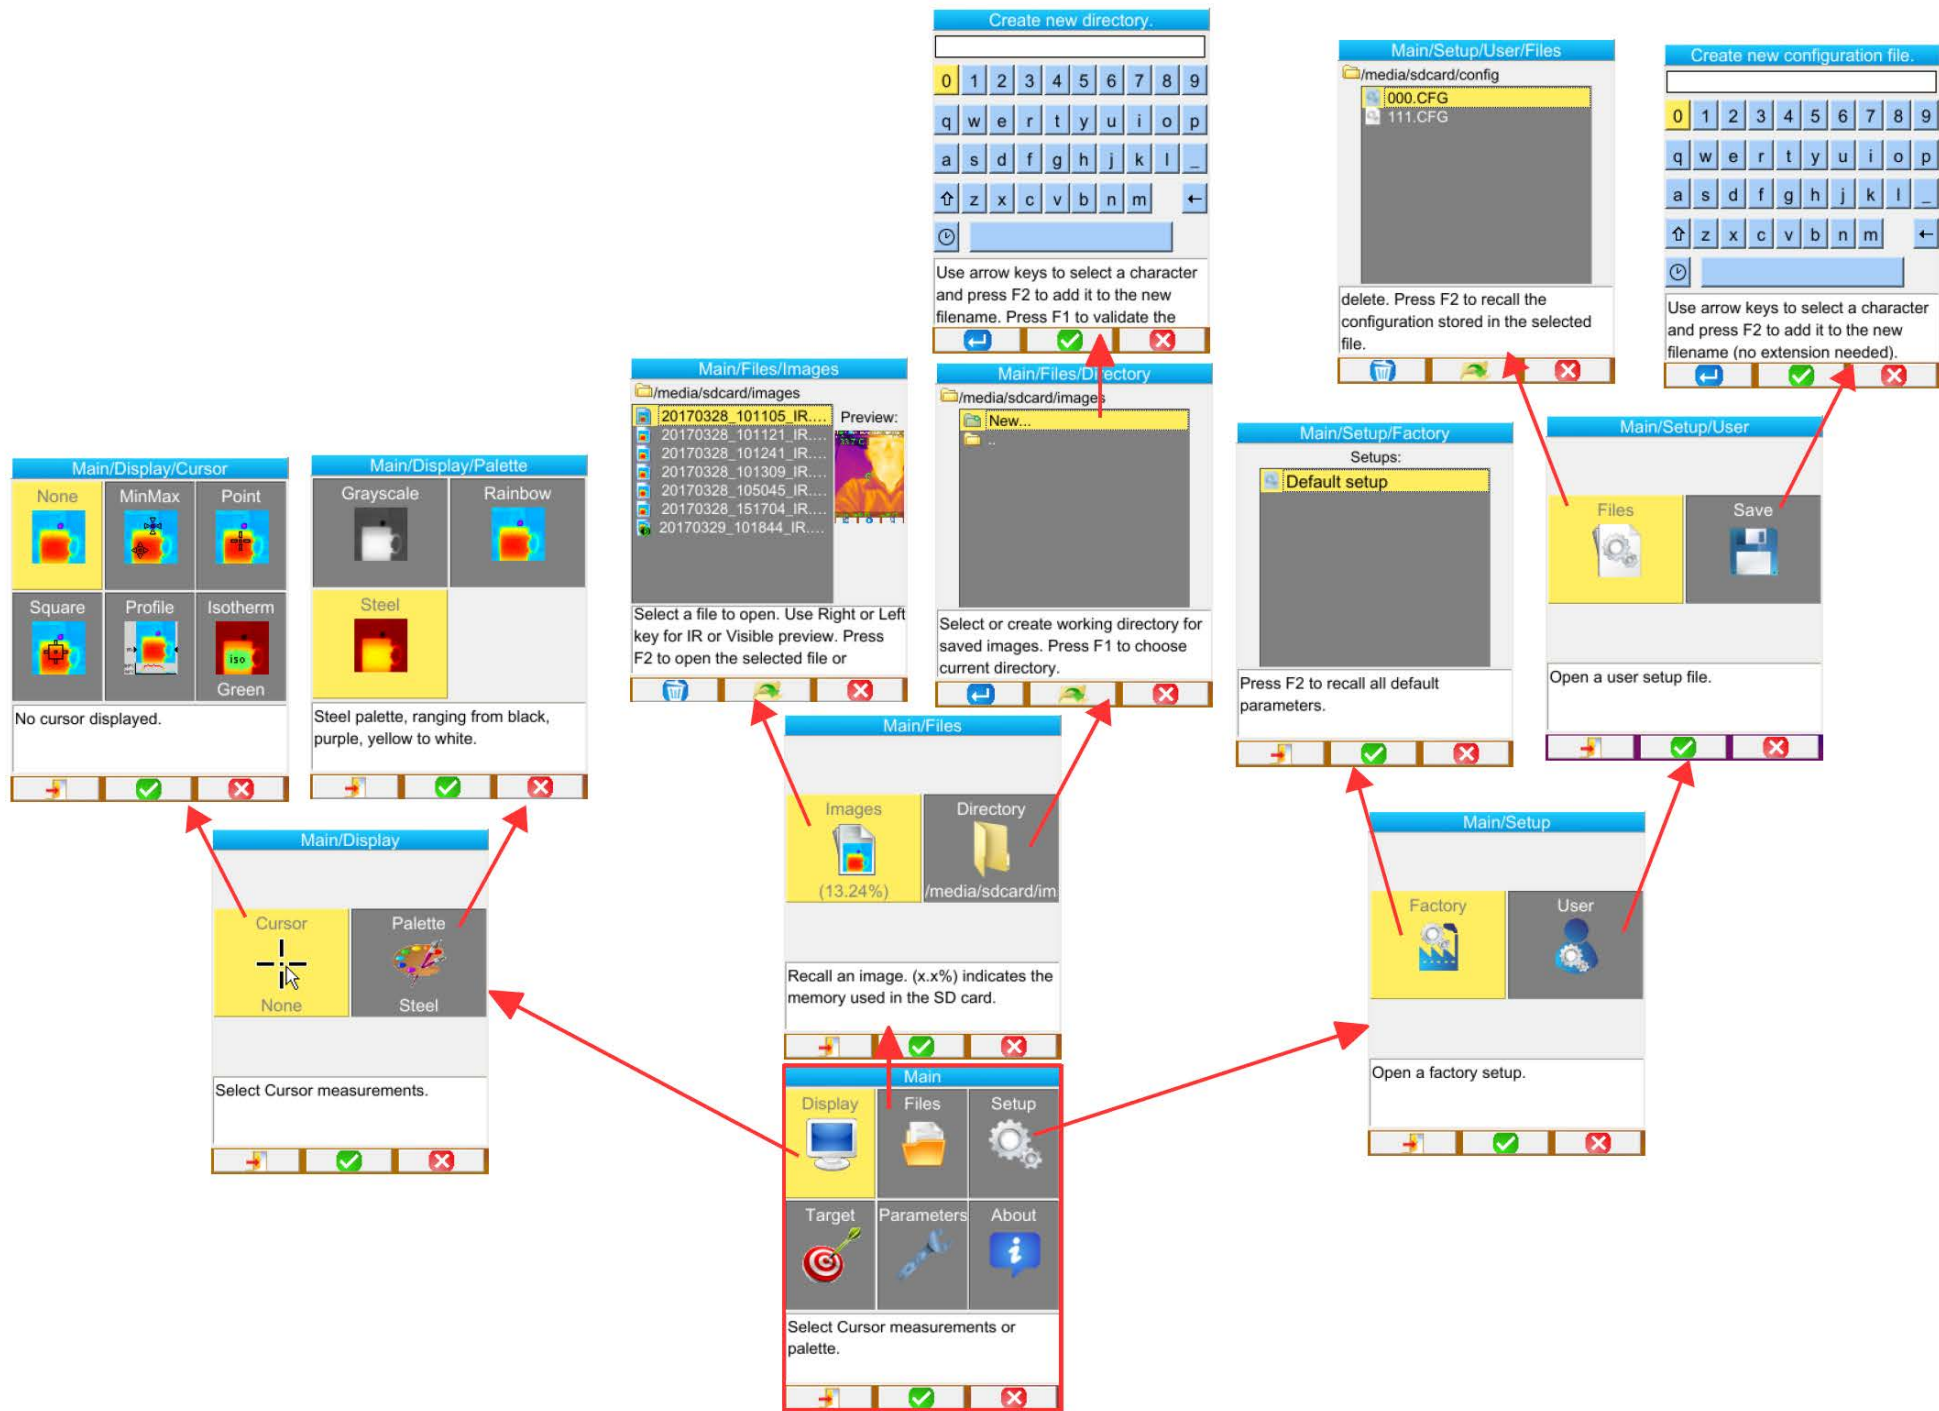 Create new directory.
0 1 2 3 4 5 6 7 8 9
q w e r t y u i o p
a s d f g h j k l _
z x c v b n m
Use arrow keys to select a character
and press F2 to add it to the new
filename. Press F1 to validate the
Main/Setup/User/Files
/media/sdcard/config
000.CFG
111.CFG
delete. Press F2 to recall the
configuration stored in the selected
file.
Create new configuration file.
0 1 2 3 4 5 6 7 8 9
q w e r t y u i o p
a s d f g h j k l _
z x c v b n m
Use arrow keys to select a character
and press F2 to add it to the new
filename (no extension needed).
Main/Files/Images
/media/sdcard/images
20170328_101105_IR....
20170328_101121_IR....
20170328_101241_IR....
20170328_101309_IR....
20170328_105045_IR....
20170328_151704_IR....
20170329_101844_IR....
Preview:
Select a file to open. Use Right or Left
key for IR or Visible preview. Press
F2 to open the selected file or
Main/Files/Directory
/media/sdcard/images
New...
..
Select or create working directory for
saved images. Press F1 to choose
current directory.
Main/Setup/Factory
Setups:
Default setup
Press F2 to recall all default
parameters.
Main/Setup/User
Files Save
Open a user setup file.
Main/Display/Cursor
None MinMax Point
Square Profile Isotherm
iso
Green
No cursor displayed.
Main/Display/Palette
Grayscale Rainbow
Steel
Steel palette, ranging from black,
purple, yellow to white.
Main/Files
Images Directory
(13.24%) /media/sdcard/im
Recall an image. (x.x%) indicates the
memory used in the SD card.
Main/Display
Cursor Palette
None Steel
Select Cursor measurements.
Main/Setup
Factory User
Open a factory setup.
Main
Display Files Setup
Target Parameters About
Select Cursor measurements or
palette.